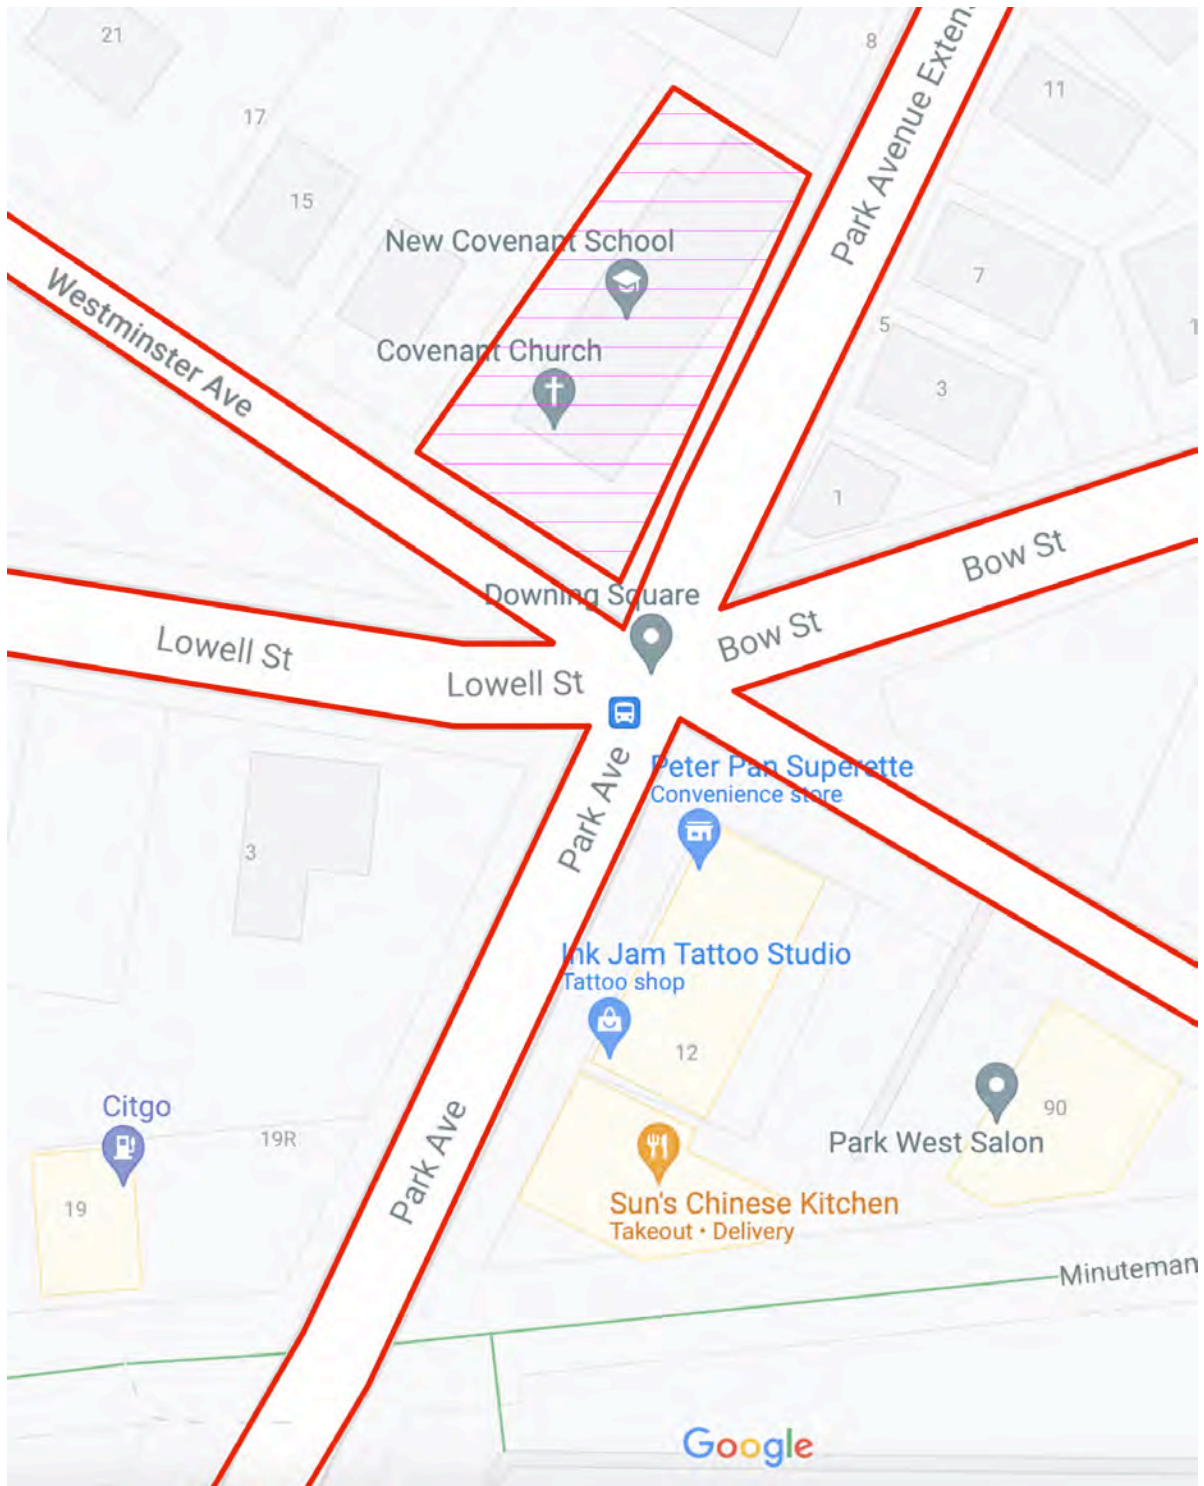 21
8
Park Avenue Exten
11
17
15
New Covenant School
7
5
Westminster Ave
Covenant Church
3
1
1
Bow St
Downing Square
Bow St
Lowell St
Lowell St
Park Ave
Peter Pan Superette
Convenience store
3
Ink Jam Tattoo Studio
Tattoo shop
12
Citgo
19R
90
Park West Salon
Park Ave
19
Sun's Chinese Kitchen
Takeout • Delivery
Minuteman
Google